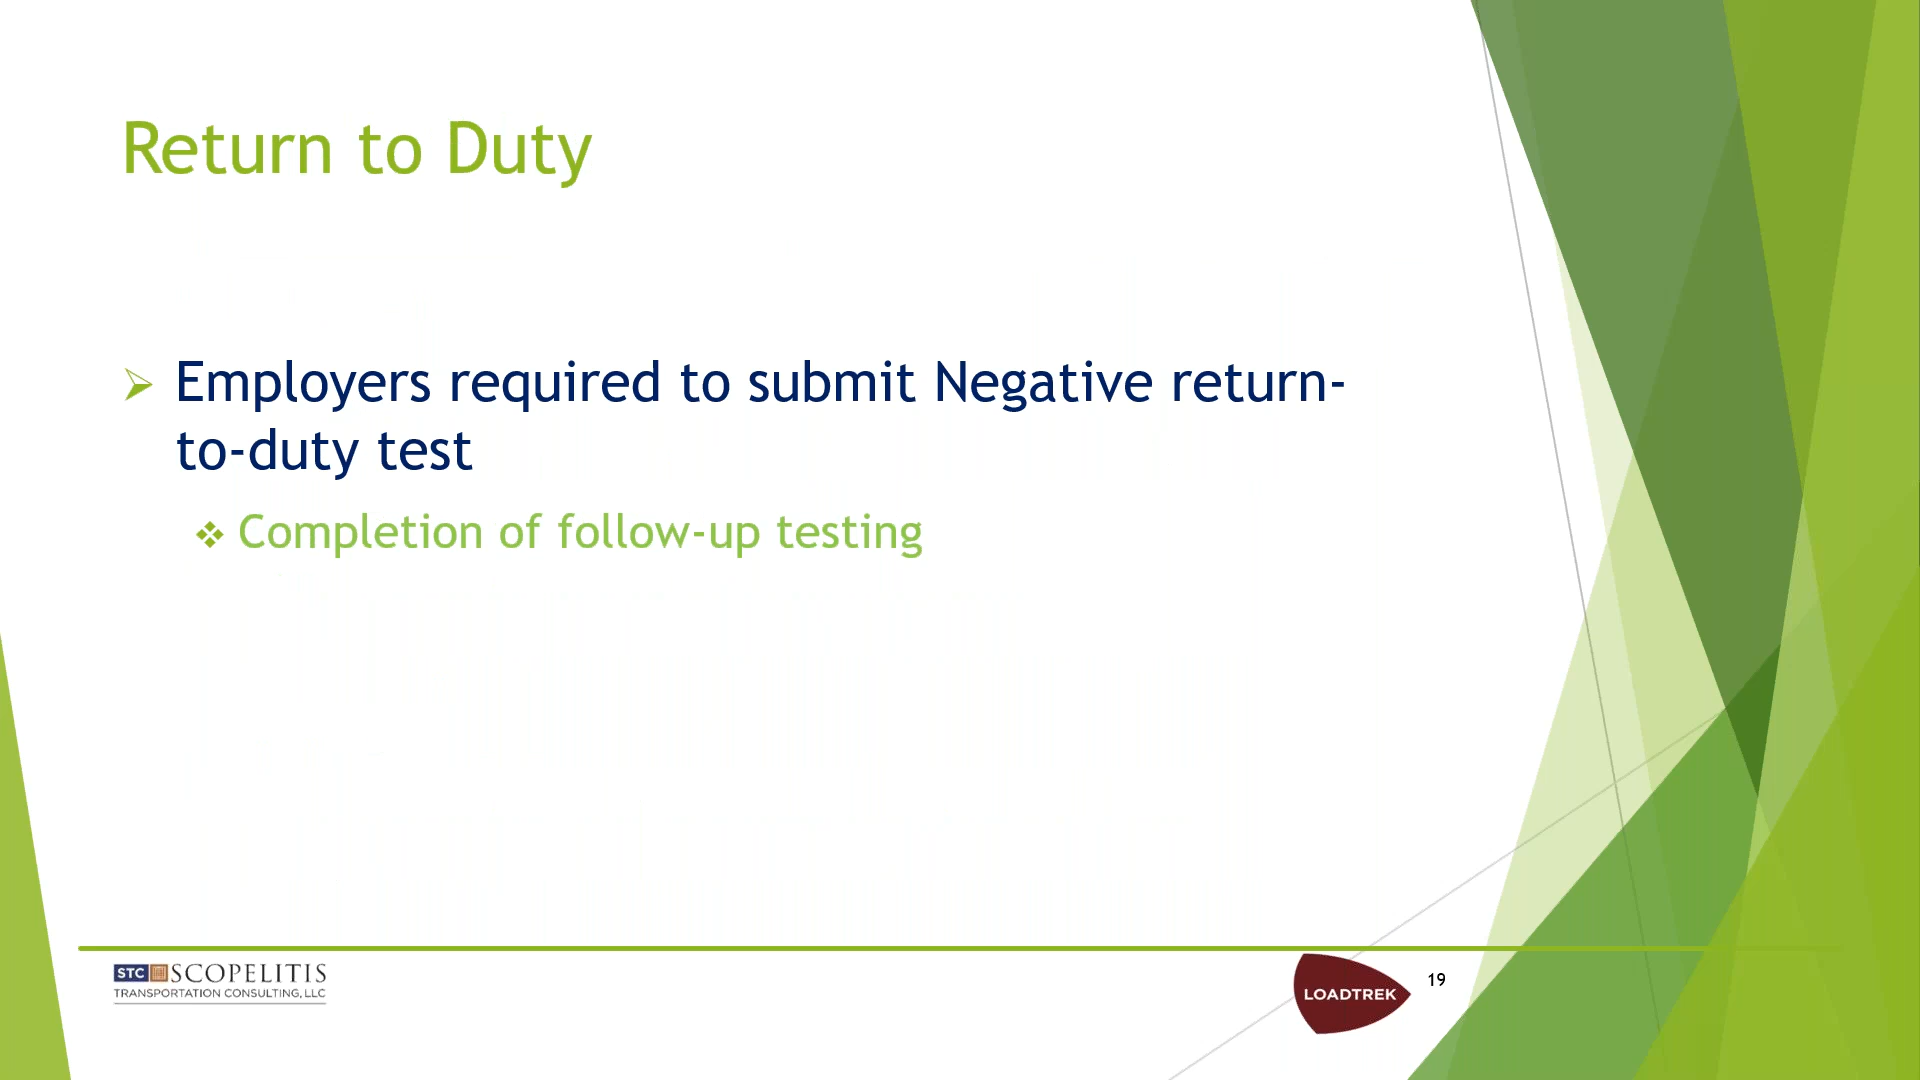 Return to Duty
Employers required to submit Negative return-
to-duty test
Completion of follow-up testing
STC SCOPELITIS
TRANSPORTATION CONSULTING, LLC
LOADTREK
19